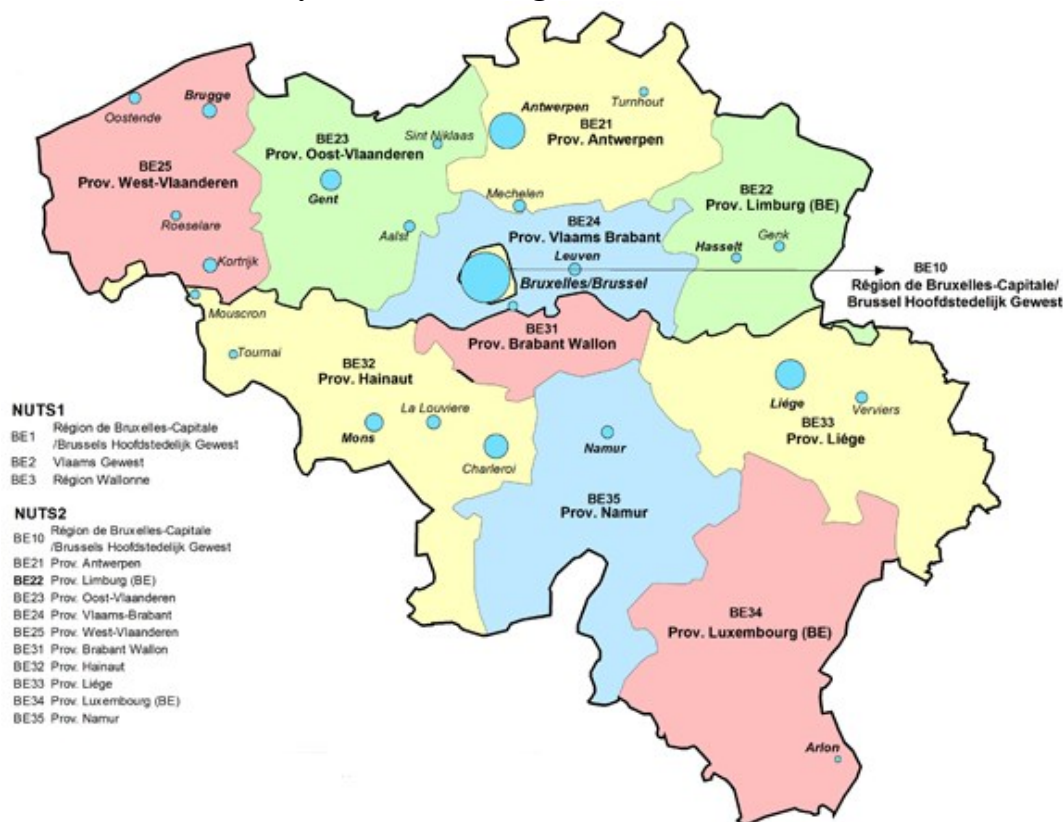 Brugge
Oostende
BE25
Prov. West-Vlaanderen
Roeselare
Kortrijk
BE23
Prov. Oost-Vlaanderen
Sint Niklaas
Gent
Aalst
Antwerpen
Turnhout
BE21
Prov. Antwerpen
Mechelen
BE22
Prov. Limburg (BE)
Hasselt
Genk
BE24
Prov. Vlaams Brabant
Leuven
Bruxelles/Brussel
BE10
Région de Bruxelles-Capitale/
Brussel Hoofdstedelijk Gewest
Mouscron
Tournai
BE32
Prov. Hainaut
La Louviere
Mons
Charleroi
BE31
Prov. Brabant Wallon
Liége
Verviers
BE33
Prov. Liége
Namur
BE35
Prov. Namur
BE34
Prov. Luxembourg (BE)
Arlon
NUTS1
BE1 Région de Bruxelles-Capitale
/Brussels Hoofdstedelijk Gewest
BE2 Vlaams Gewest
BE3 Région Wallonne
NUTS2
BE10 Région de Bruxelles-Capitale
/Brussels Hoofdstedelijk Gewest
BE21 Prov. Antwerpen
BE22 Prov. Limburg (BE)
BE23 Prov. Oost-Vlaanderen
BE24 Prov. Vlaams-Brabant
BE25 Prov. West-Vlaanderen
BE31 Prov. Brabant Wallon
BE32 Prov. Hainaut
BE33 Prov. Liége
BE34 Prov. Luxembourg (BE)
BE35 Prov. Namur